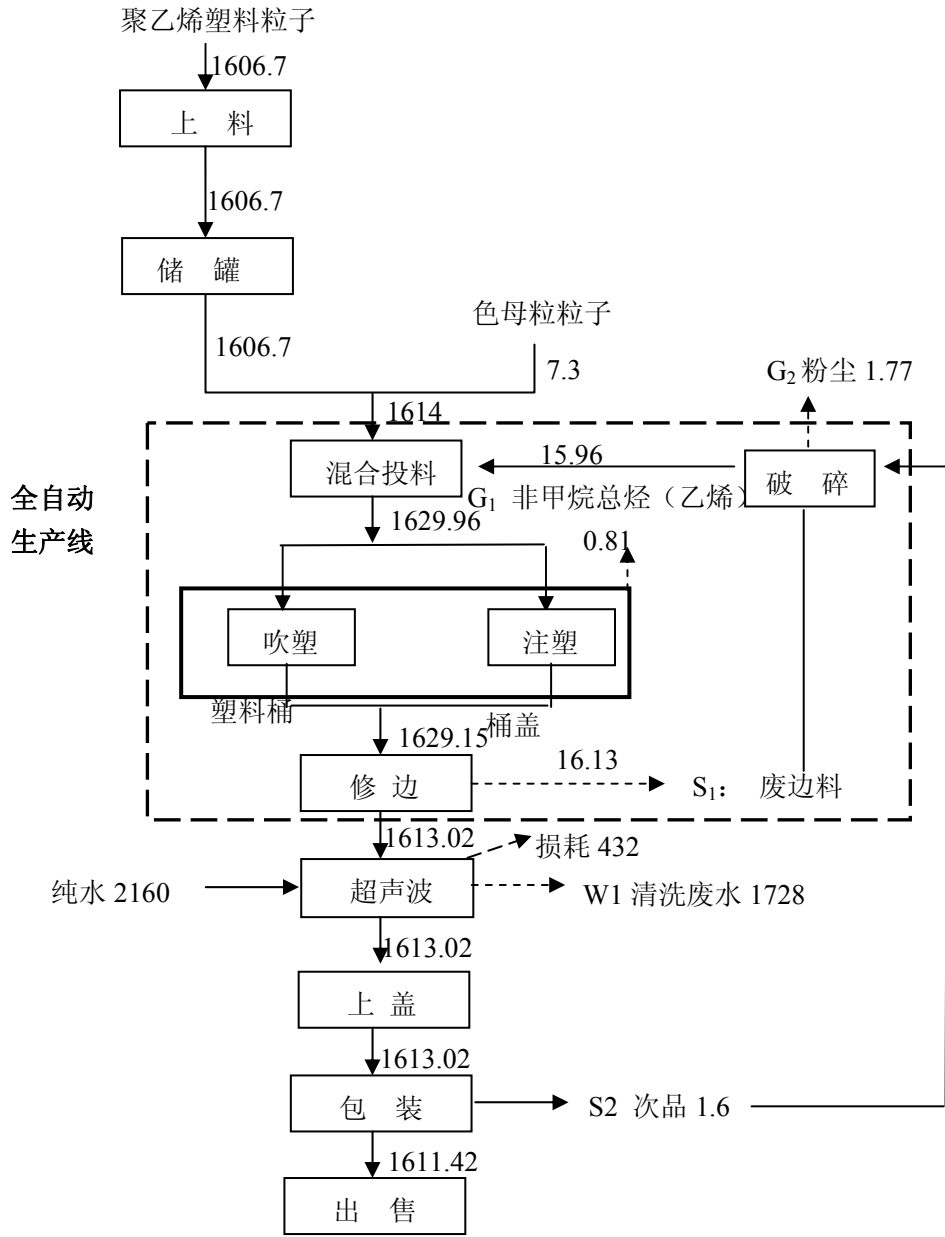 聚乙烯塑料粒子
1606.7
上 料
1606.7
储 罐
色母粒粒子
1606.7
7.3
G₂ 粉尘 1.77
1614
混合投料
15.96
破 碎
G₁ 非甲烷总烃（乙烯）
全自动
生产线
1629.96
0.81
吹塑
注塑
塑料桶
桶盖
1629.15
16.13
修 边
S₁： 废边料
1613.02
损耗 432
纯水 2160
超声波
W1 清洗废水 1728
1613.02
上 盖
1613.02
包 装
S2 次品 1.6
1611.42
出 售